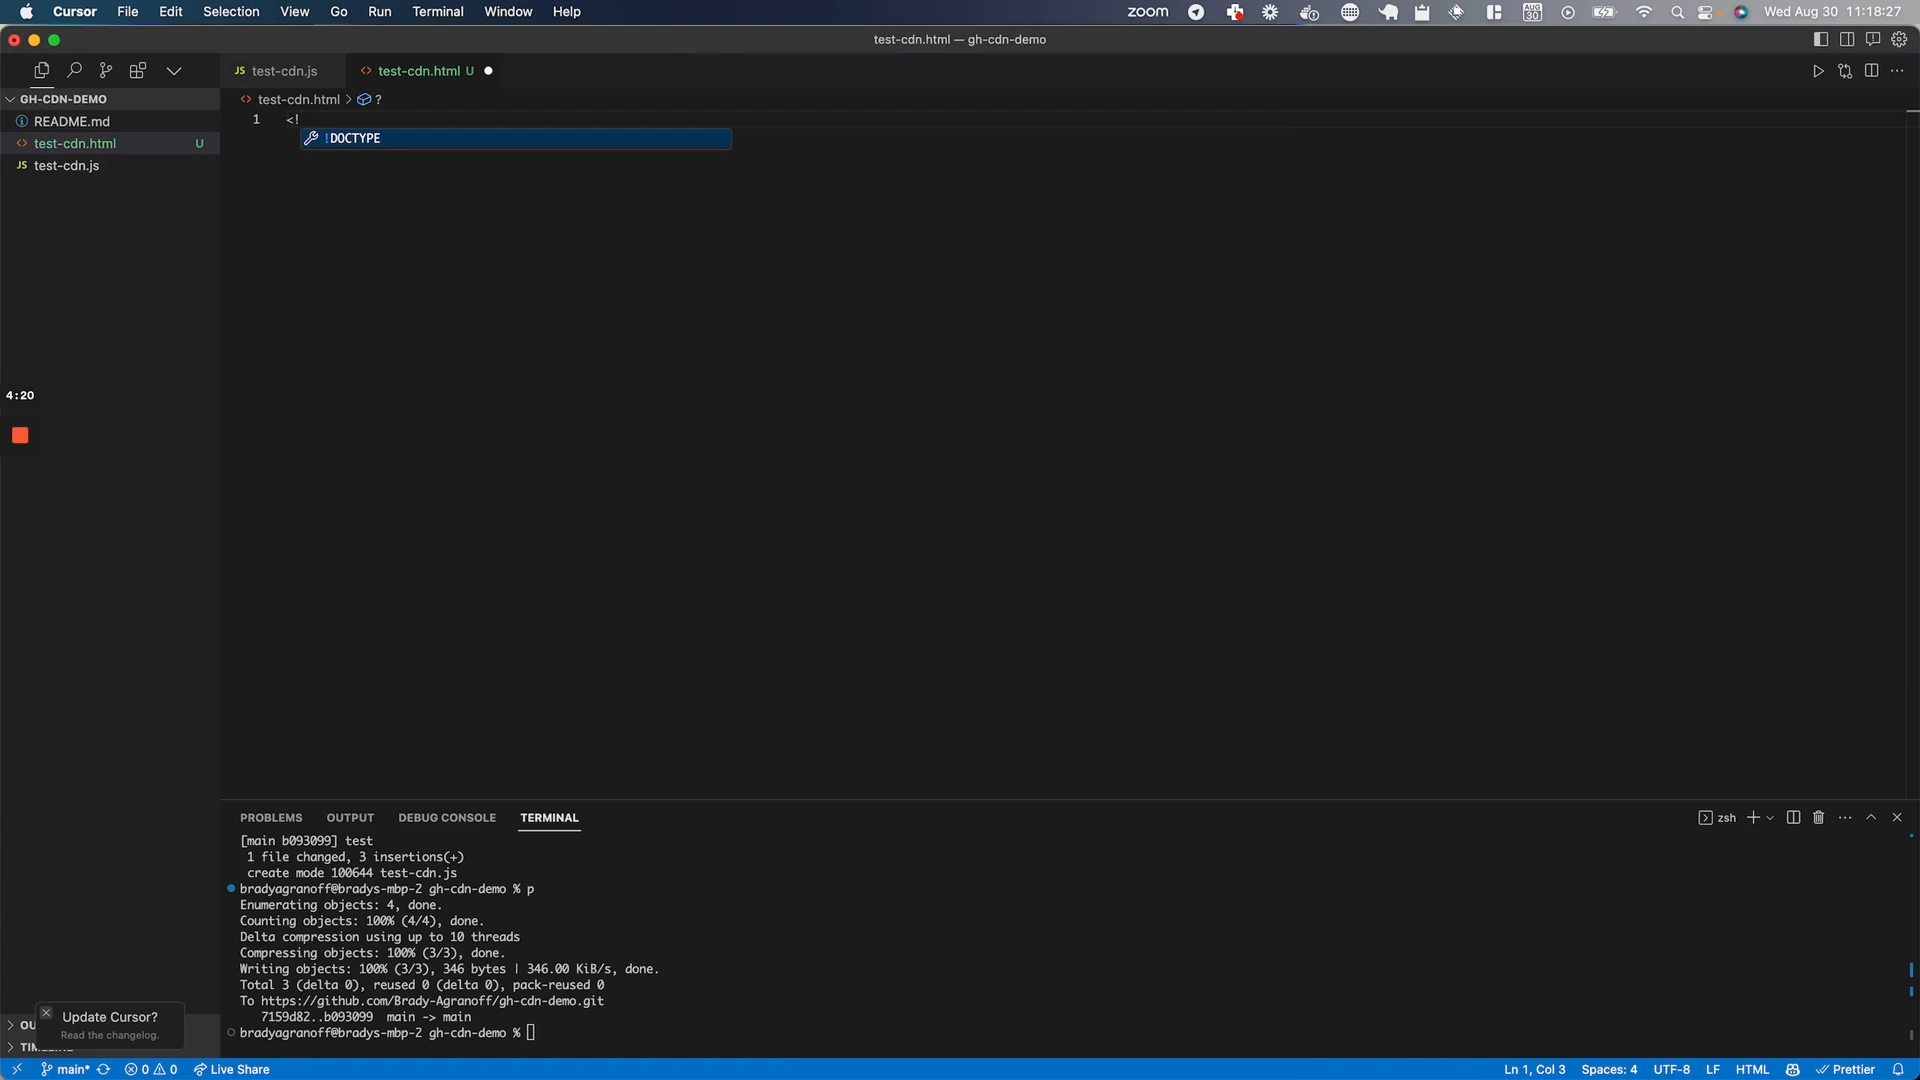 Cursor File Edit Selection View Go Run Terminal Window Help zoom AUG 30 Wed Aug 30 11:18:27
test-cdn.html — gh-cdn-demo
JS test-cdn.js <> test-cdn.html U
GH-CDN-DEMO
<> test-cdn.html > ?
README.md
<> test-cdn.html U
JS test-cdn.js
1 <!
!DOCTYPE
4:20
PROBLEMS OUTPUT DEBUG CONSOLE TERMINAL zsh
[main b093099] test
1 file changed, 3 insertions(+)
create mode 100644 test-cdn.js
bradyagranoff@bradys-mbp-2 gh-cdn-demo % p
Enumerating objects: 4, done.
Counting objects: 100% (4/4), done.
Delta compression using up to 10 threads
Compressing objects: 100% (3/3), done.
Writing objects: 100% (3/3), 346 bytes | 346.00 KiB/s, done.
Total 3 (delta 0), reused 0 (delta 0), pack-reused 0
To https://github.com/Brady-Agranoff/gh-cdn-demo.git
7159d82..b093099 main -> main
bradyagranoff@bradys-mbp-2 gh-cdn-demo %
OU
Update Cursor?
Read the changelog.
TIMELINE
main* 0 0 Live Share Ln 1, Col 3 Spaces: 4 UTF-8 LF HTML Prettier